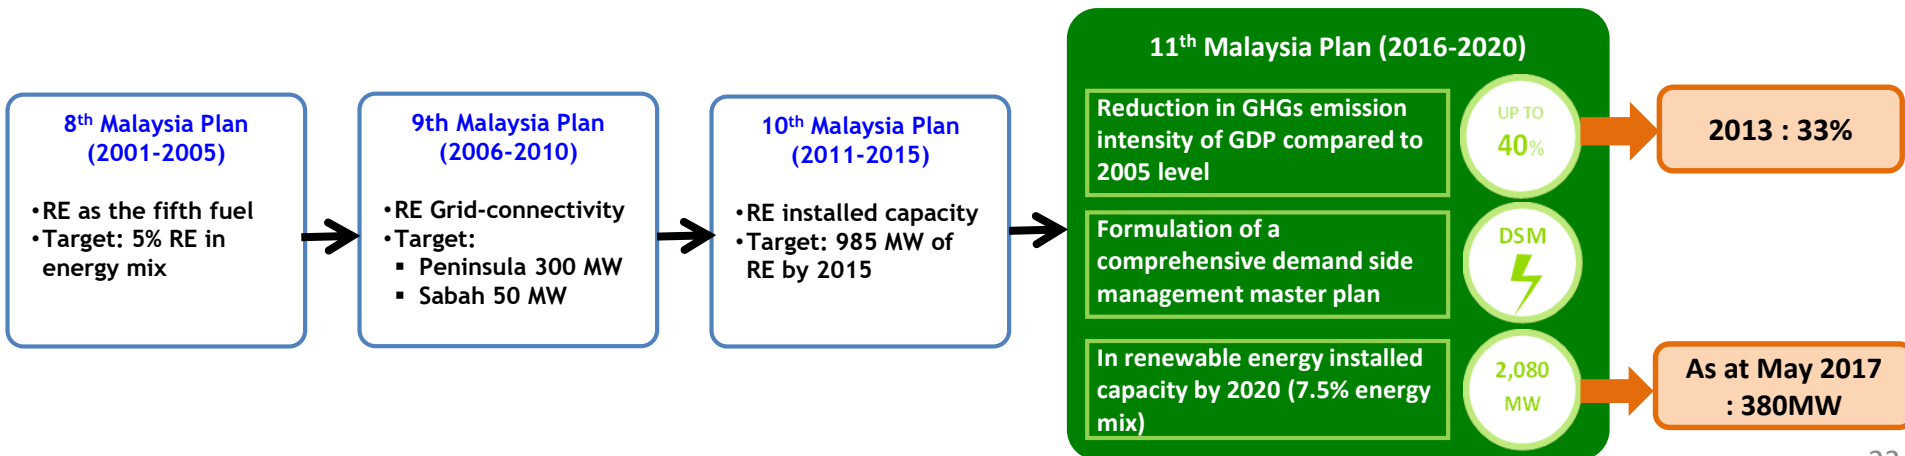 8th Malaysia Plan
(2001-2005)
•RE as the fifth fuel
•Target: 5% RE in
energy mix
9th Malaysia Plan
(2006-2010)
•RE Grid-connectivity
•Target:
▪ Peninsula 300 MW
▪ Sabah 50 MW
10th Malaysia Plan
(2011-2015)
•RE installed capacity
•Target: 985 MW of
RE by 2015
11th Malaysia Plan (2016-2020)
Reduction in GHGs emission
intensity of GDP compared to
2005 level
UP TO
40%
2013 : 33%
Formulation of a
comprehensive demand side
management master plan
DSM
In renewable energy installed
capacity by 2020 (7.5% energy
mix)
2,080
MW
As at May 2017
: 380MW